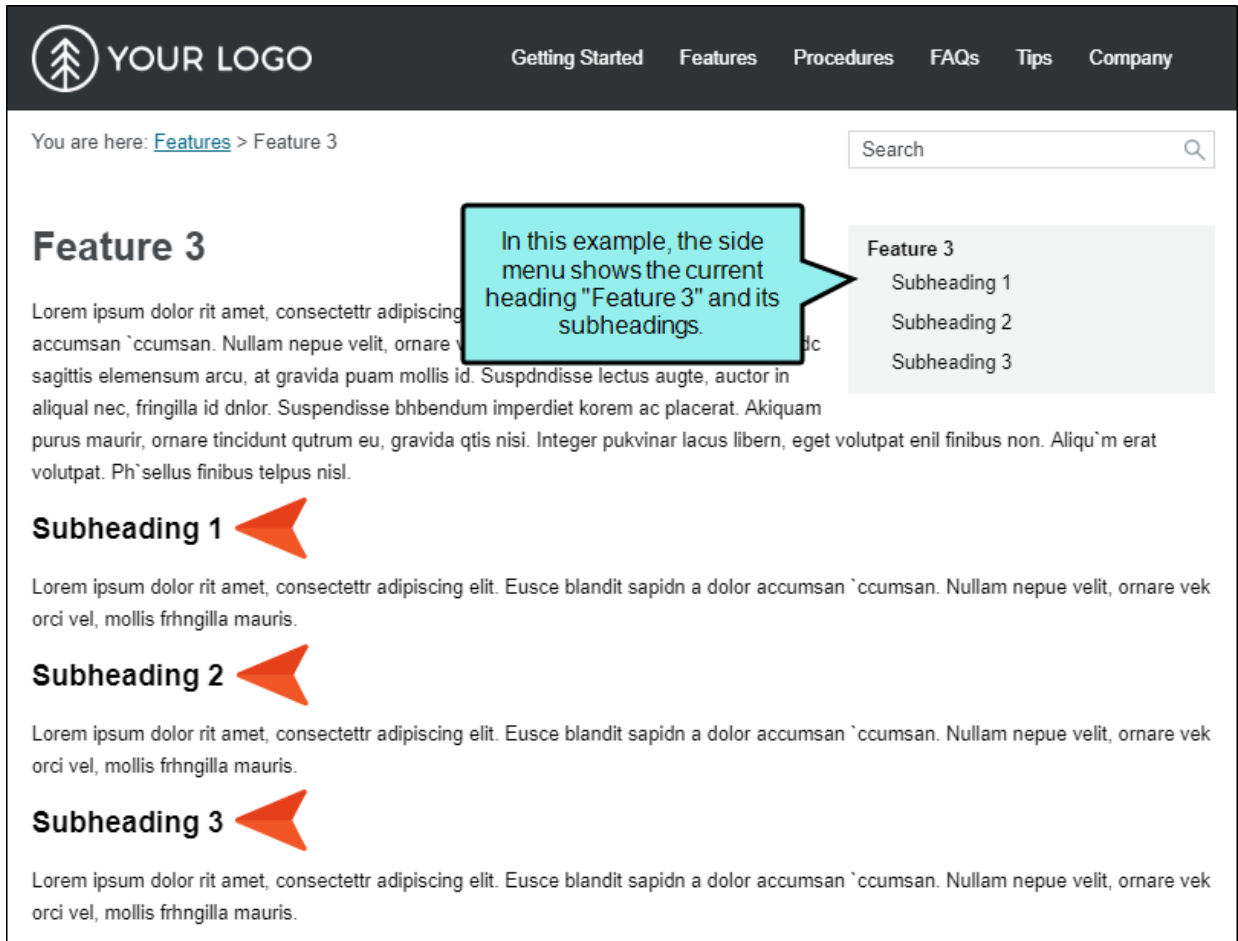 YOUR LOGO
Getting Started Features Procedures FAQs Tips Company
You are here: Features > Feature 3
Search
Feature 3
In this example, the side
menu shows the current
heading "Feature 3" and its
subheadings.
Feature 3
Subheading 1
Subheading 2
Subheading 3
Lorem ipsum dolor rit amet, consectettr adipiscing
accumsan `ccumsan. Nullam nepue velit, ornare
sagittis elemensum arcu, at gravida puam mollis id. Suspdndisse lectus augte, auctor in
aliqual nec, fringilla id dnlor. Suspendisse bhbendum imperdiet korem ac placerat. Akiquam
purus maurir, ornare tincidunt qutrum eu, gravida qtis nisi. Integer pukvinar lacus libern, eget volutpat enil finibus non. Aliqu`m erat
volutpat. Ph`sellus finibus telpus nisl.
Subheading 1
Lorem ipsum dolor rit amet, consectettr adipiscing elit. Eusce blandit sapidn a dolor accumsan `ccumsan. Nullam nepue velit, ornare vek
orci vel, mollis frhngilla mauris.
Subheading 2
Lorem ipsum dolor rit amet, consectettr adipiscing elit. Eusce blandit sapidn a dolor accumsan `ccumsan. Nullam nepue velit, ornare vek
orci vel, mollis frhngilla mauris.
Subheading 3
Lorem ipsum dolor rit amet, consectettr adipiscing elit. Eusce blandit sapidn a dolor accumsan `ccumsan. Nullam nepue velit, ornare vek
orci vel, mollis frhngilla mauris.